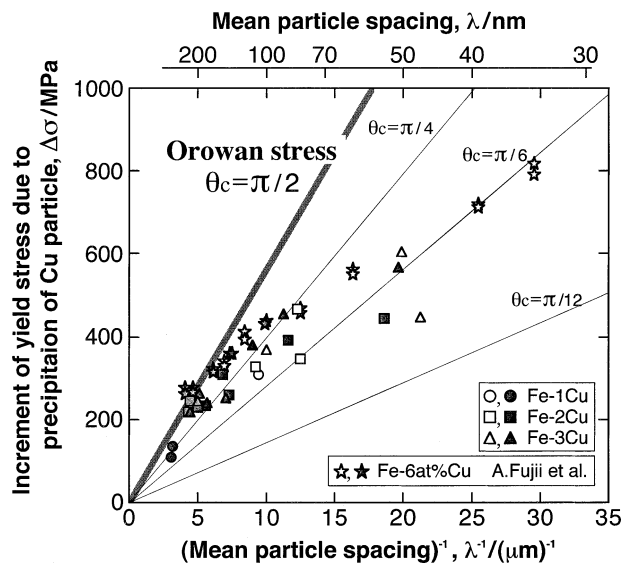 Mean particle spacing, λ/nm
200 100 70 50 40 30
Increment of yield stress due to
precipitaion of Cu particle, Δσ/MPa
1000
800
600
400
200
0
Orowan stress
θc=π/2
θc=π/4
θc=π/6
θc=π/12
Fe-1Cu
Fe-2Cu
Fe-3Cu
Fe-6at%Cu A.Fujii et al.
0 5 10 15 20 25 30 35
(Mean particle spacing)⁻¹, λ⁻¹/(μm)⁻¹